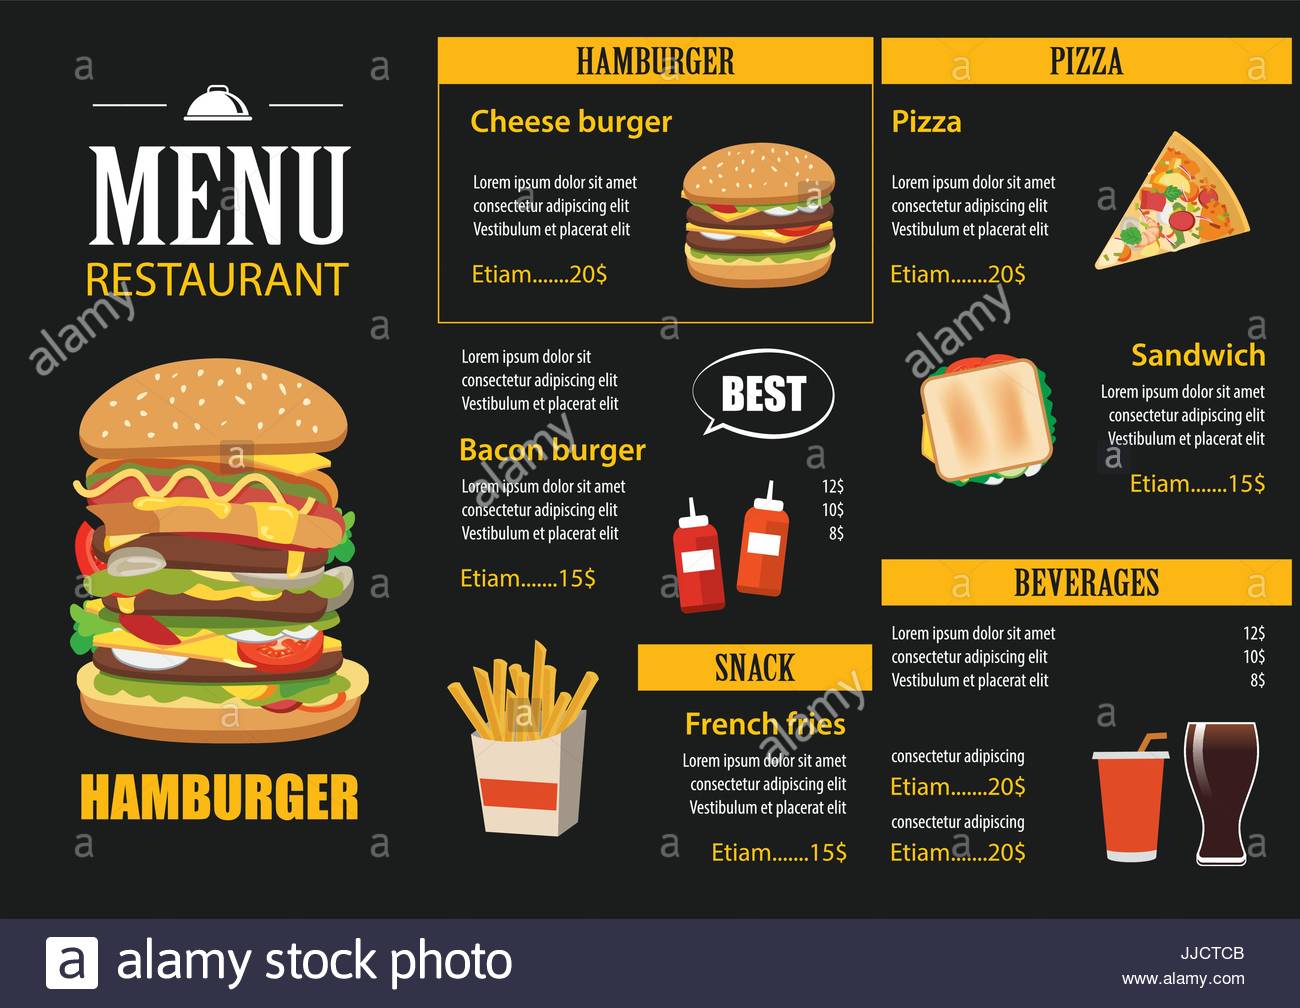 MENU
RESTAURANT
HAMBURGER
HAMBURGER
Cheese burger
Lorem ipsum dolor sit amet
consectetur adipiscing elit
Vestibulum et placerat elit
Etiam.......20$
Lorem ipsum dolor sit
consectetur adipiscing elit
Vestibulum et placerat elit
BEST
Bacon burger
Lorem ipsum dolor sit amet 12$
consectetur adipiscing elit 10$
Vestibulum et placerat elit 8$
Etiam.......15$
SNACK
French fries
Lorem ipsum dolor sit amet
consectetur adipiscing elit
Vestibulum et placerat elit
Etiam.......15$
PIZZA
Pizza
Lorem ipsum dolor sit amet
consectetur adipiscing elit
Vestibulum et placerat elit
Etiam.......20$
Sandwich
Lorem ipsum dolor sit amet
consectetur adipiscing elit
Vestibulum et placerat elit
Etiam.......15$
BEVERAGES
Lorem ipsum dolor sit amet 12$
consectetur adipiscing elit 10$
Vestibulum et placerat elit 8$
consectetur adipiscing
Etiam.......20$
consectetur adipiscing
Etiam.......20$
alamy
alamy
alamy
alamy
a alamy stock photo
JJCTCB
www.alamy.com